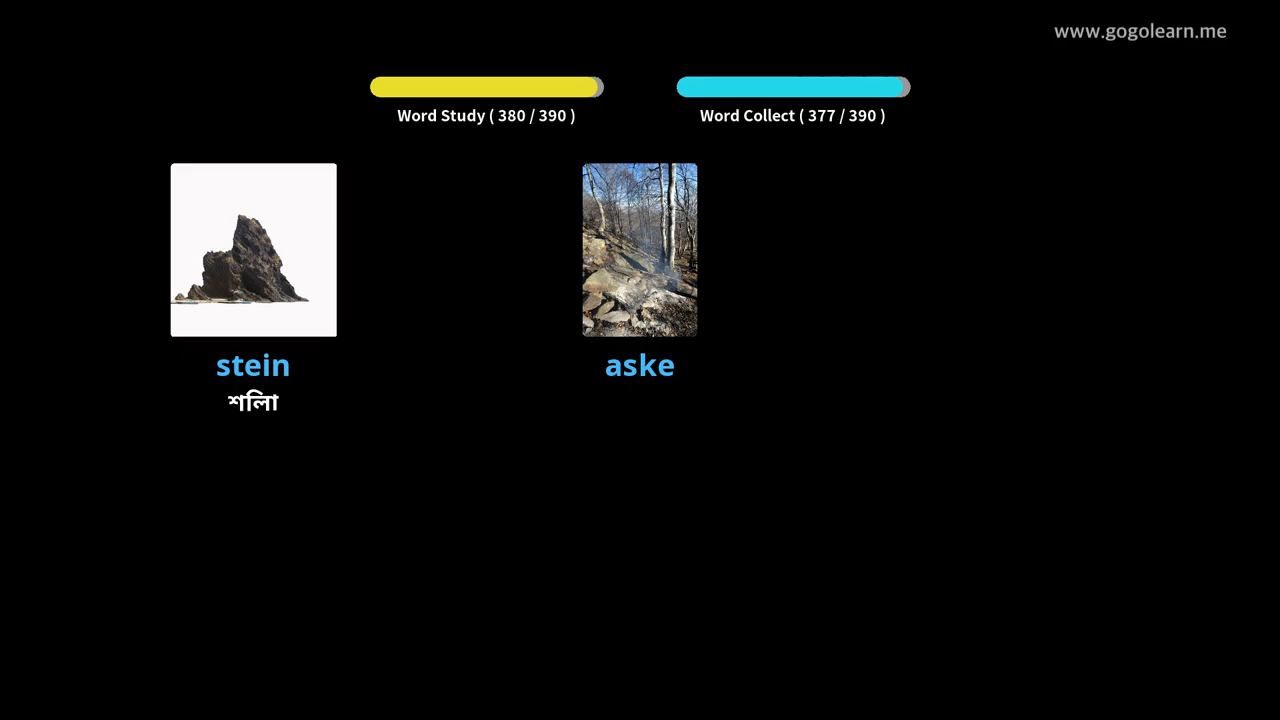 www.gogolearn.me
Word Study ( 380 / 390 )
Word Collect ( 377 / 390 )
stein
শিলা
aske